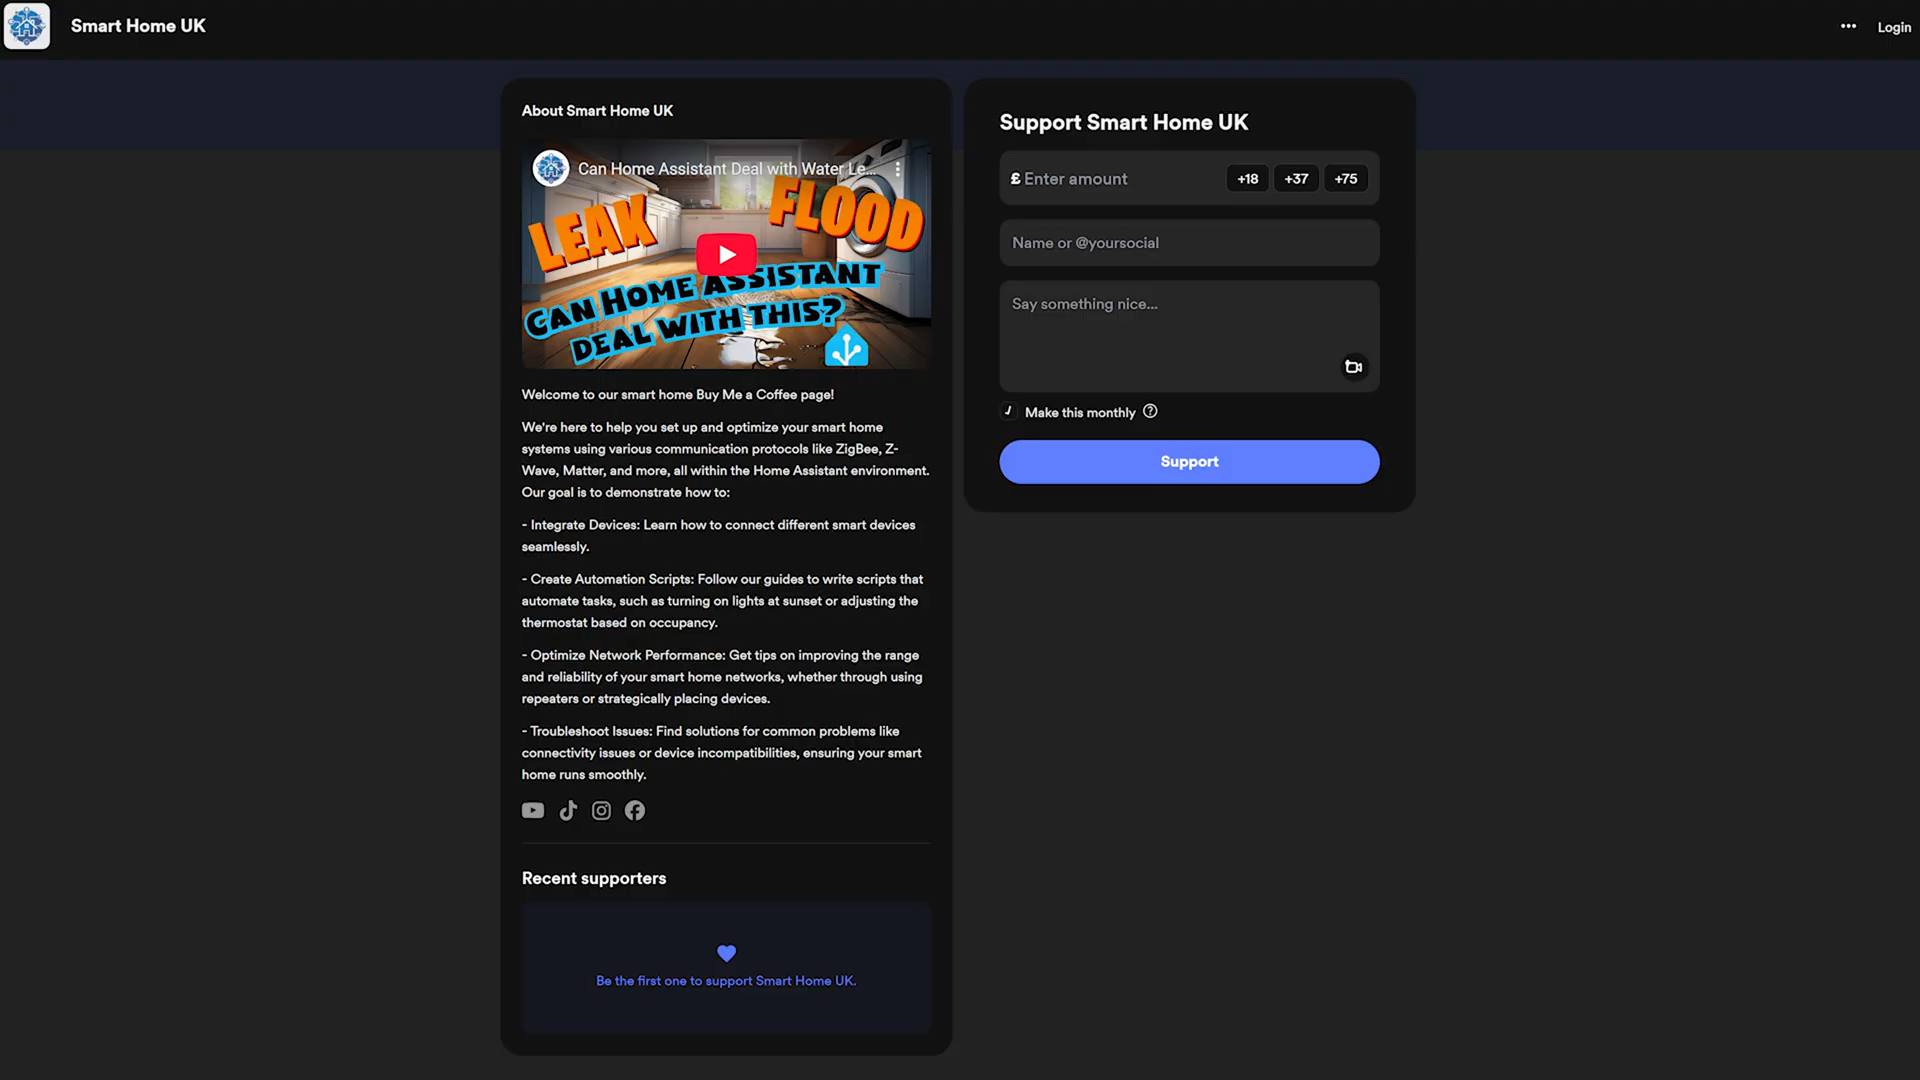 Smart Home UK
Login
About Smart Home UK
Can Home Assistant Deal with Water Le...
LEAK
FLOOD
CAN HOME ASSISTANT
DEAL WITH THIS?
Welcome to our smart home Buy Me a Coffee page!
We're here to help you set up and optimize your smart home
systems using various communication protocols like ZigBee, Z-
Wave, Matter, and more, all within the Home Assistant environment.
Our goal is to demonstrate how to:
- Integrate Devices: Learn how to connect different smart devices
seamlessly.
- Create Automation Scripts: Follow our guides to write scripts that
automate tasks, such as turning on lights at sunset or adjusting the
thermostat based on occupancy.
- Optimize Network Performance: Get tips on improving the range
and reliability of your smart home networks, whether through using
repeaters or strategically placing devices.
- Troubleshoot Issues: Find solutions for common problems like
connectivity issues or device incompatibilities, ensuring your smart
home runs smoothly.
Recent supporters
Be the first one to support Smart Home UK.
Support Smart Home UK
£ Enter amount +18 +37 +75
Name or @yoursocial
Say something nice...
Make this monthly
Support